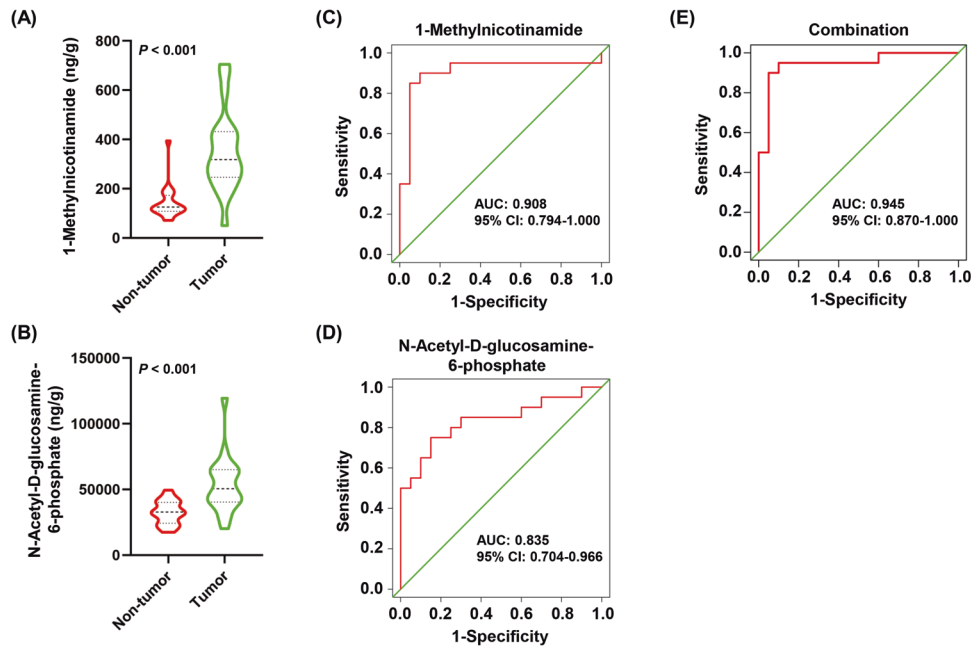 (A)
P < 0.001
1-Methylnicotinamide (ng/g)
800
600
400
200
0
Non-tumor
Tumor
(B)
P < 0.001
N-Acetyl-D-glucosamine-
6-phosphate (ng/g)
150000
100000
50000
0
Non-tumor
Tumor
(C)
1-Methylnicotinamide
Sensitivity
1.0
0.8
0.6
0.4
0.2
0.0
AUC: 0.908
95% CI: 0.794-1.000
0.0 0.2 0.4 0.6 0.8 1.0
1-Specificity
(D)
N-Acetyl-D-glucosamine-
6-phosphate
Sensitivity
1.0
0.8
0.6
0.4
0.2
0.0
AUC: 0.835
95% CI: 0.704-0.966
0.0 0.2 0.4 0.6 0.8 1.0
1-Specificity
(E)
Combination
Sensitivity
1.0
0.8
0.6
0.4
0.2
0.0
AUC: 0.945
95% CI: 0.870-1.000
0.0 0.2 0.4 0.6 0.8 1.0
1-Specificity